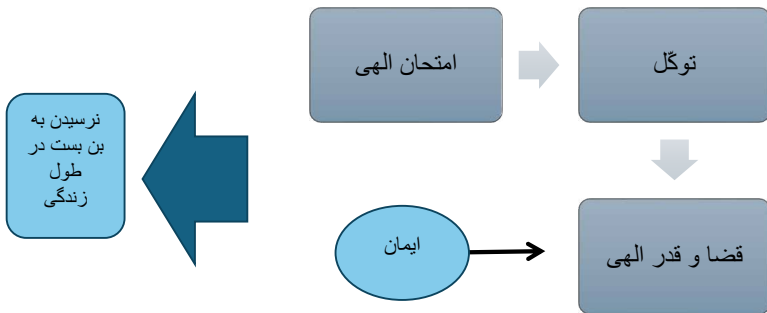 امتحان الهی
توکّل
نرسیدن به
بن بست در
طول
زندگی
ایمان
قضا و قدر الهی